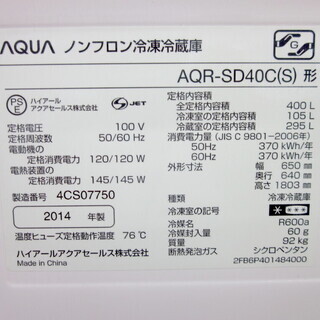 AQUA ノンフロン冷凍冷蔵庫
AQR-SD40C(S) 形
PS
E
ハイアール
アクアセールス株式会社
S JET
G
定格電圧 100 V
定格周波数 50/60 Hz
電動機の
定格消費電力 120/120 W
電熱装置の
定格消費電力 145/145 W
製造番号 4CS07750
2014 年製
温度ヒューズ定格動作温度 76℃
ハイアールアクアセールス株式会社
Made in China
定格内容積
全定格内容積 400 L
冷凍室の内容積 105 L
冷蔵室の内容積 295 L
消費電力量(JIS C 9801-2006年)
50Hz 370 kWh/年
60Hz 370 kWh/年
外形寸法 幅 650 mm
奥行 640 mm
高さ 1803 mm
種類 冷凍冷蔵庫
冷凍室の記号
冷媒 R600a
冷媒封入量 60 g
質量 92 kg
断熱発泡ガス シクロペンタン
2FB6P401484000